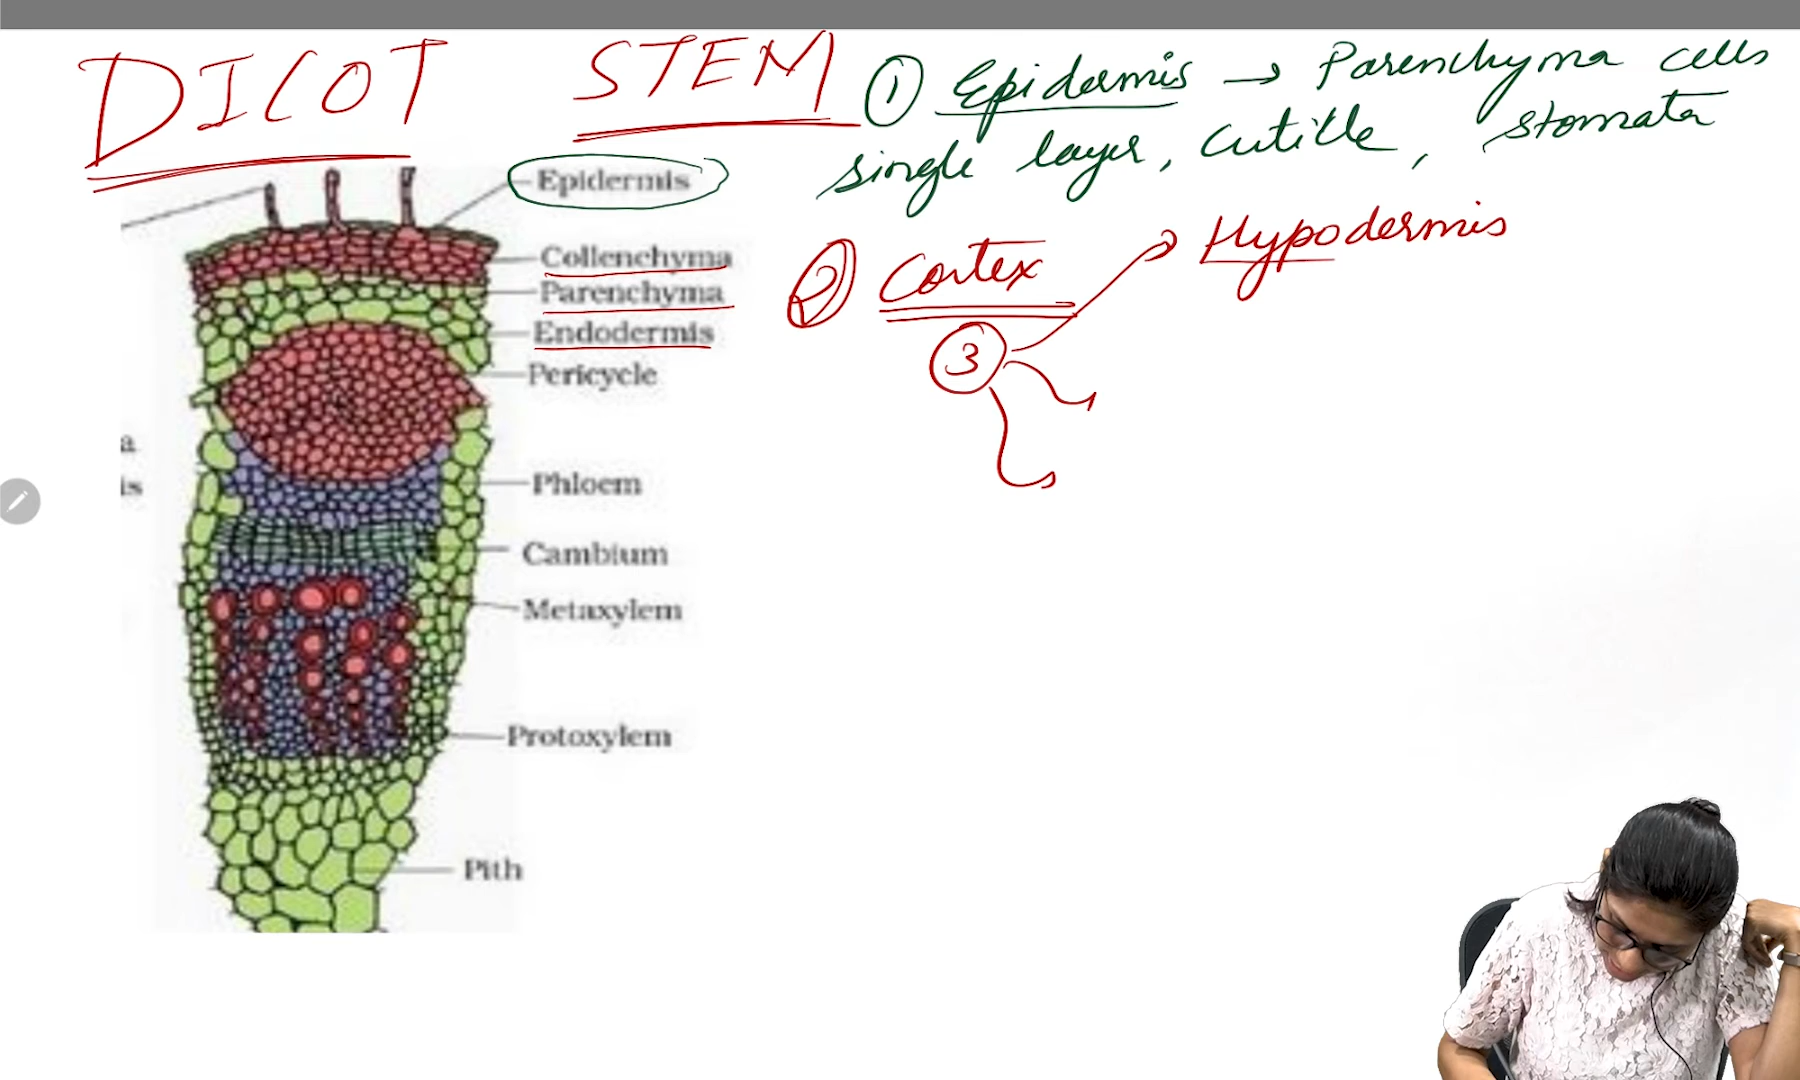 DICOT STEM
① Epidermis → Parenchyma cells
single layer, cuticle, stomata
② Cortex
Hypodermis
③
Epidermis
Collenchyma
Parenchyma
Endodermis
Pericycle
a
is
Phloem
Cambium
Metaxylem
Protoxylem
Pith